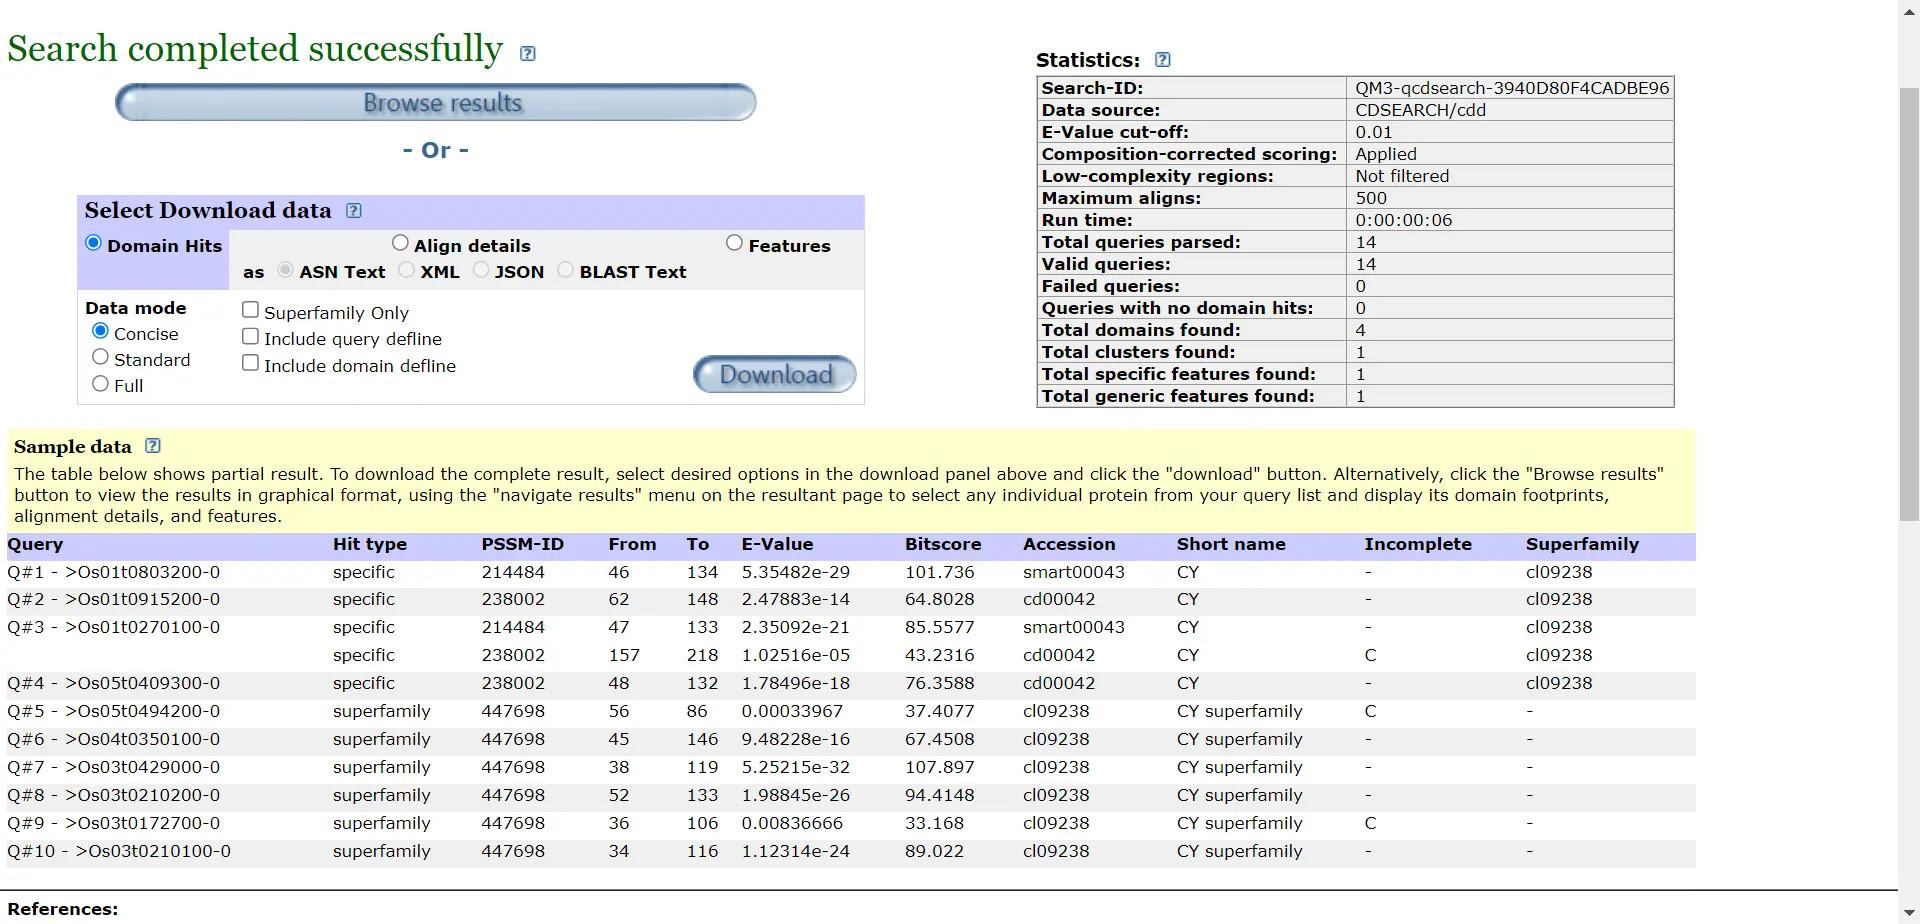 Search completed successfully ?
Browse results
- Or -
Select Download data ?
Domain Hits Align details Features
as ASN Text XML JSON BLAST Text
Data mode
Concise
Standard
Full
Superfamily Only
Include query defline
Include domain defline
Download
Statistics: ?
Search-ID: QM3-qcdsearch-3940D80F4CADBE96
Data source: CDSEARCH/cdd
E-Value cut-off: 0.01
Composition-corrected scoring: Applied
Low-complexity regions: Not filtered
Maximum aligns: 500
Run time: 0:00:00:06
Total queries parsed: 14
Valid queries: 14
Failed queries: 0
Queries with no domain hits: 0
Total domains found: 4
Total clusters found: 1
Total specific features found: 1
Total generic features found: 1
Sample data ?
The table below shows partial result. To download the complete result, select desired options in the download panel above and click the "download" button. Alternatively, click the "Browse results"
button to view the results in graphical format, using the "navigate results" menu on the resultant page to select any individual protein from your query list and display its domain footprints,
alignment details, and features.
Query Hit type PSSM-ID From To E-Value Bitscore Accession Short name Incomplete Superfamily
Q#1 - >Os01t0803200-0 specific 214484 46 134 5.35482e-29 101.736 smart00043 CY - cl09238
Q#2 - >Os01t0915200-0 specific 238002 62 148 2.47883e-14 64.8028 cd00042 CY - cl09238
Q#3 - >Os01t0270100-0 specific 214484 47 133 2.35092e-21 85.5577 smart00043 CY - cl09238
specific 238002 157 218 1.02516e-05 43.2316 cd00042 CY C cl09238
Q#4 - >Os05t0409300-0 specific 238002 48 132 1.78496e-18 76.3588 cd00042 CY - cl09238
Q#5 - >Os05t0494200-0 superfamily 447698 56 86 0.00033967 37.4077 cl09238 CY superfamily C -
Q#6 - >Os04t0350100-0 superfamily 447698 45 146 9.48228e-16 67.4508 cl09238 CY superfamily - -
Q#7 - >Os03t0429000-0 superfamily 447698 38 119 5.25215e-32 107.897 cl09238 CY superfamily - -
Q#8 - >Os03t0210200-0 superfamily 447698 52 133 1.98845e-26 94.4148 cl09238 CY superfamily - -
Q#9 - >Os03t0172700-0 superfamily 447698 36 106 0.00836666 33.168 cl09238 CY superfamily C -
Q#10 - >Os03t0210100-0 superfamily 447698 34 116 1.12314e-24 89.022 cl09238 CY superfamily - -
References: